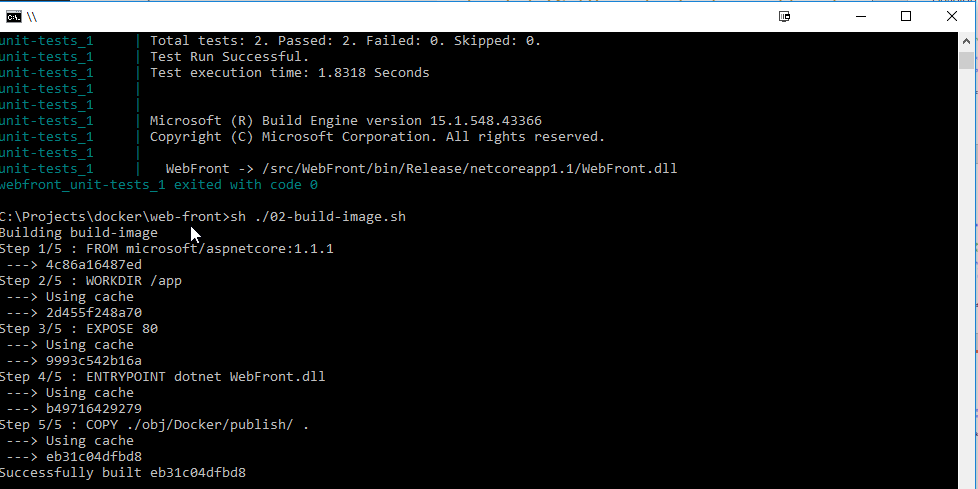 C:\. \\
unit-tests_1     | Total tests: 2. Passed: 2. Failed: 0. Skipped: 0.
unit-tests_1     | Test Run Successful.
unit-tests_1     | Test execution time: 1.8318 Seconds
unit-tests_1     |
unit-tests_1     |
unit-tests_1     | Microsoft (R) Build Engine version 15.1.548.43366
unit-tests_1     | Copyright (C) Microsoft Corporation. All rights reserved.
unit-tests_1     |
unit-tests_1     |   WebFront -> /src/WebFront/bin/Release/netcoreapp1.1/WebFront.dll
webfront_unit-tests_1 exited with code 0
C:\Projects\docker\web-front>sh ./02-build-image.sh
Building build-image
Step 1/5 : FROM microsoft/aspnetcore:1.1.1
 ---> 4c86a16487ed
Step 2/5 : WORKDIR /app
 ---> Using cache
 ---> 2d455f248a70
Step 3/5 : EXPOSE 80
 ---> Using cache
 ---> 9993c542b16a
Step 4/5 : ENTRYPOINT dotnet WebFront.dll
 ---> Using cache
 ---> b49716429279
Step 5/5 : COPY ./obj/Docker/publish/ .
 ---> Using cache
 ---> eb31c04dfbd8
Successfully built eb31c04dfbd8